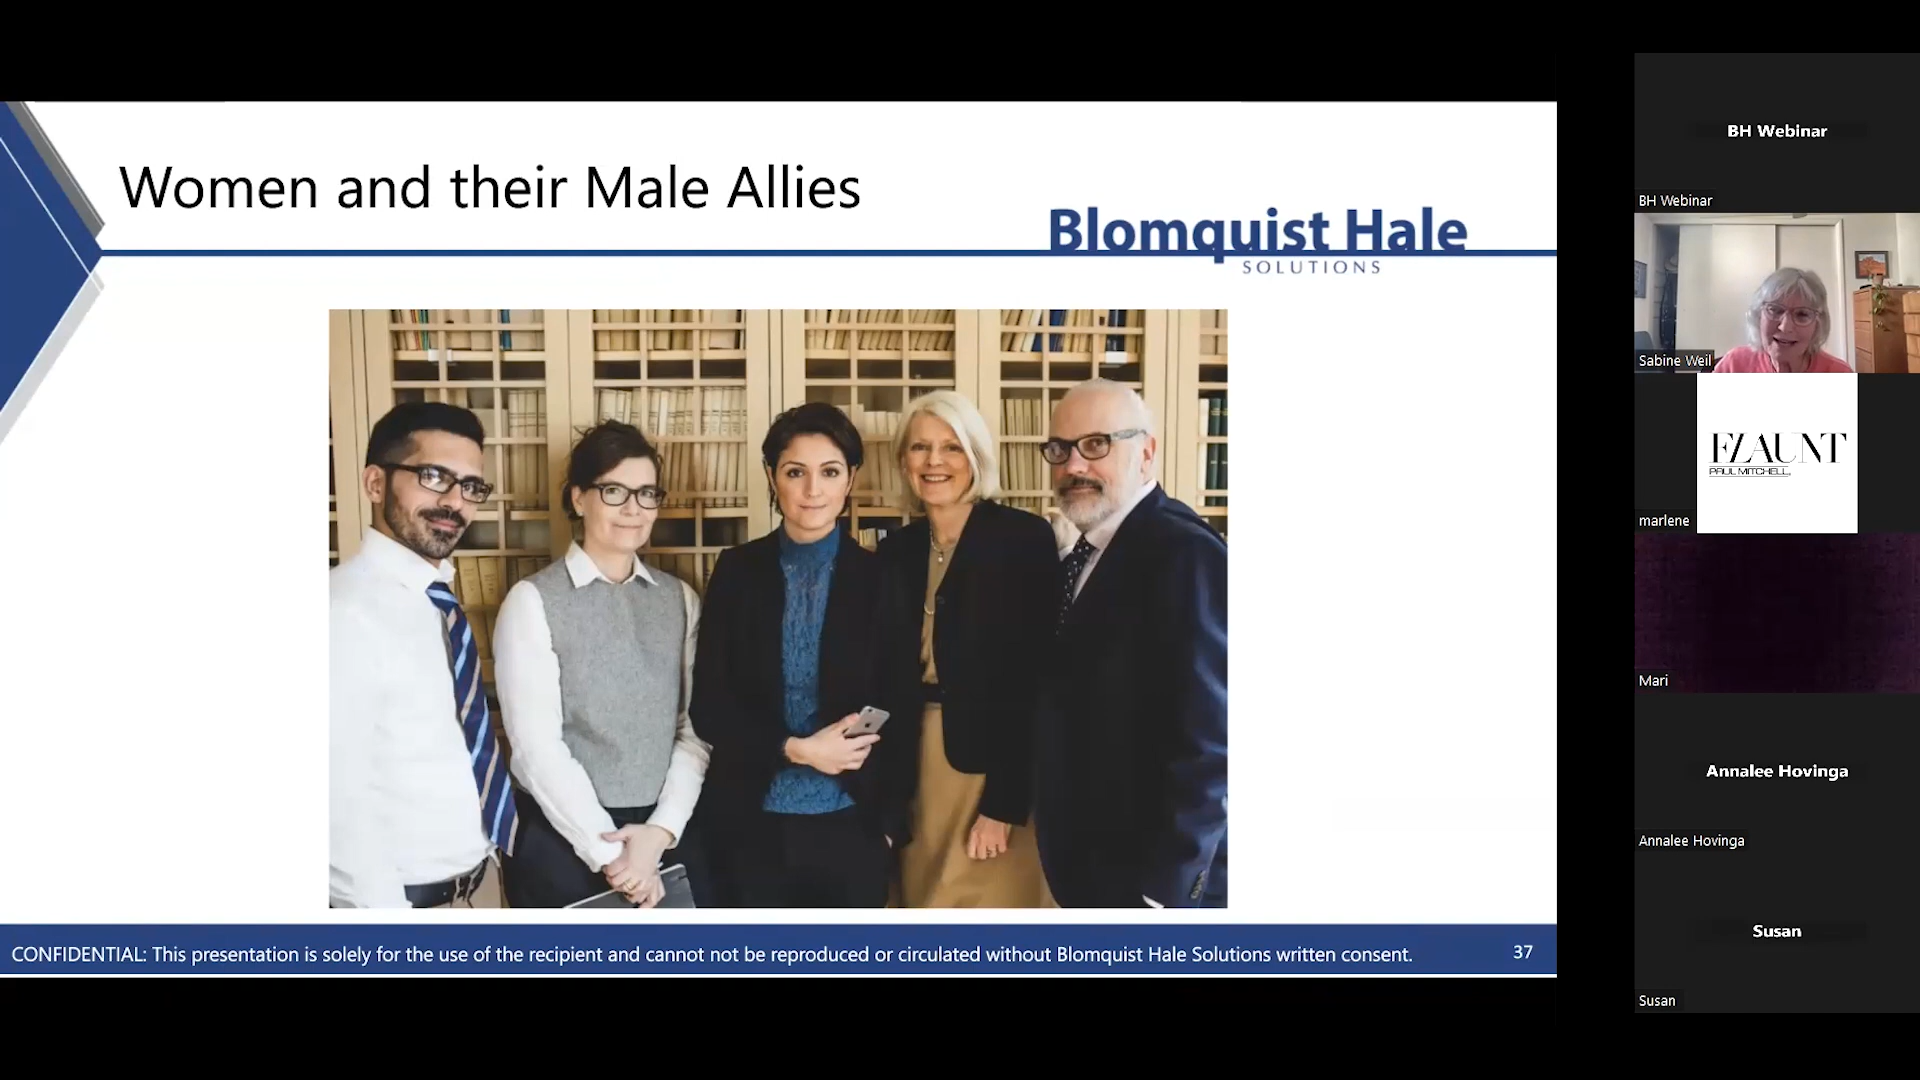 Women and their Male Allies
Blomquist Hale
SOLUTIONS
CONFIDENTIAL: This presentation is solely for the use of the recipient and cannot not be reproduced or circulated without Blomquist Hale Solutions written consent.
37
BH Webinar
BH Webinar
Sabine Weil
FLAUNT
PAUL MITCHELL
marlene
Mari
Annalee Hovinga
Annalee Hovinga
Susan
Susan